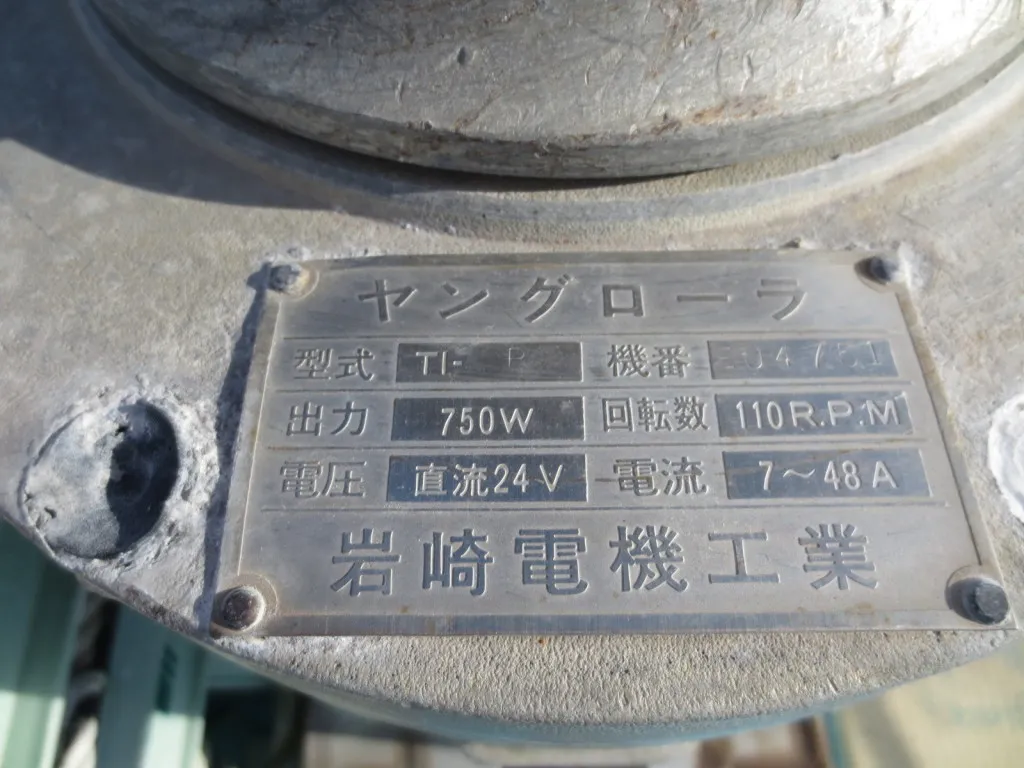 ヤングローラ
型式 TI- P 機番
出力 750W 回転数 110R.P.M
電圧 直流24V 電流 7～48A
岩崎電機工業